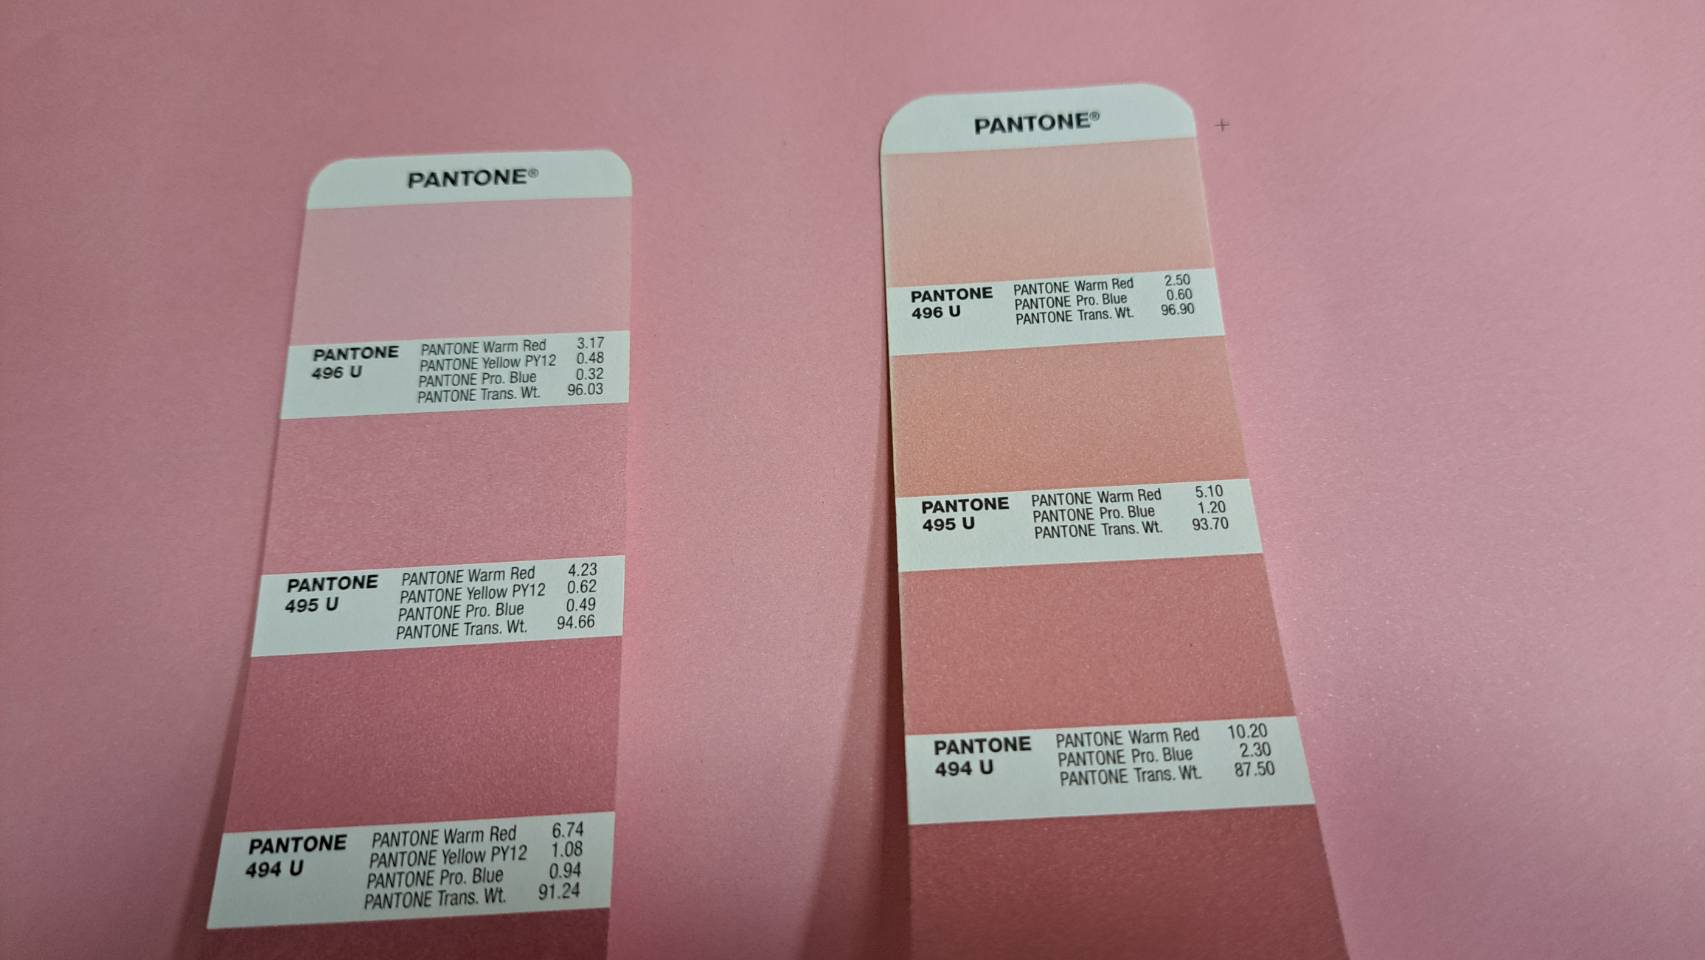 PANTONE®
PANTONE
496 U
PANTONE Warm Red 3.17
PANTONE Yellow PY12 0.48
PANTONE Pro. Blue 0.32
PANTONE Trans. Wt. 96.03
PANTONE
495 U
PANTONE Warm Red 4.23
PANTONE Yellow PY12 0.62
PANTONE Pro. Blue 0.49
PANTONE Trans. Wt. 94.66
PANTONE
494 U
PANTONE Warm Red 6.74
PANTONE Yellow PY12 1.08
PANTONE Pro. Blue 0.94
PANTONE Trans. Wt. 91.24
PANTONE®
PANTONE
496 U
PANTONE Warm Red 2.50
PANTONE Pro. Blue 0.60
PANTONE Trans. Wt. 96.90
PANTONE
495 U
PANTONE Warm Red 5.10
PANTONE Pro. Blue 1.20
PANTONE Trans. Wt. 93.70
PANTONE
494 U
PANTONE Warm Red 10.20
PANTONE Pro. Blue 2.30
PANTONE Trans. Wt. 87.50